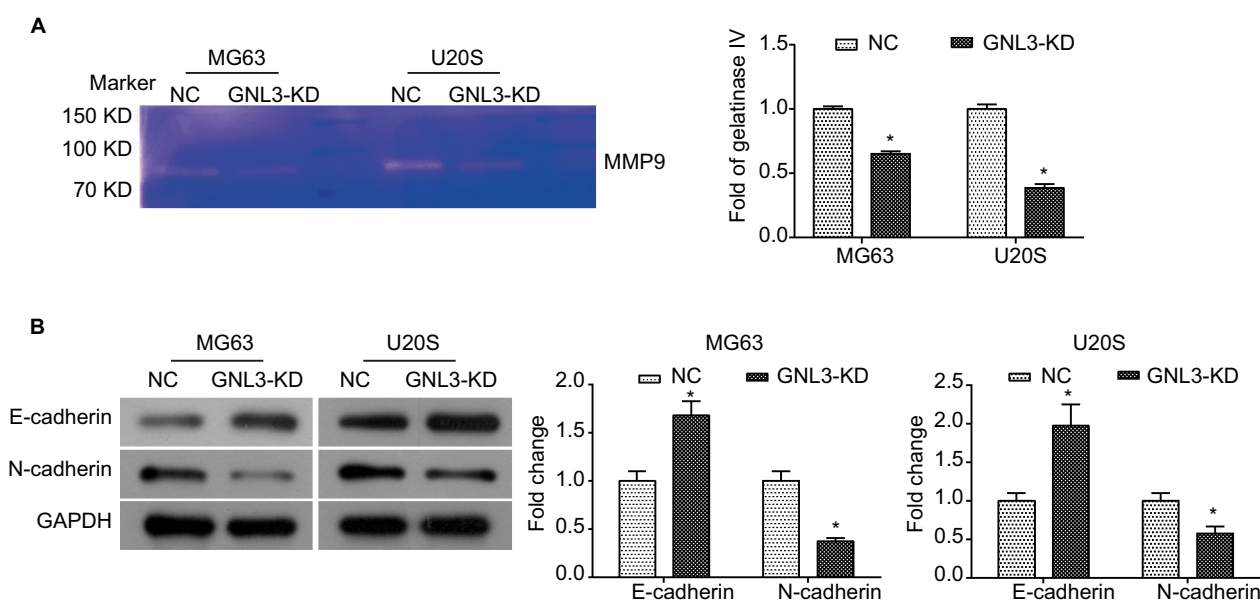 A
MG63 U20S
Marker NC GNL3-KD NC GNL3-KD
150 KD
100 KD
70 KD
MMP9
Fold of gelatinase IV
NC GNL3-KD
1.5
1.0
0.5
0.0
* *
MG63 U20S
B
MG63 U20S
NC GNL3-KD NC GNL3-KD
E-cadherin
N-cadherin
GAPDH
MG63
NC GNL3-KD
Fold change
2.0
1.5
1.0
0.5
0.0
* *
E-cadherin N-cadherin
U20S
NC GNL3-KD
Fold change
2.5
2.0
1.5
1.0
0.5
0.0
* *
E-cadherin N-cadherin